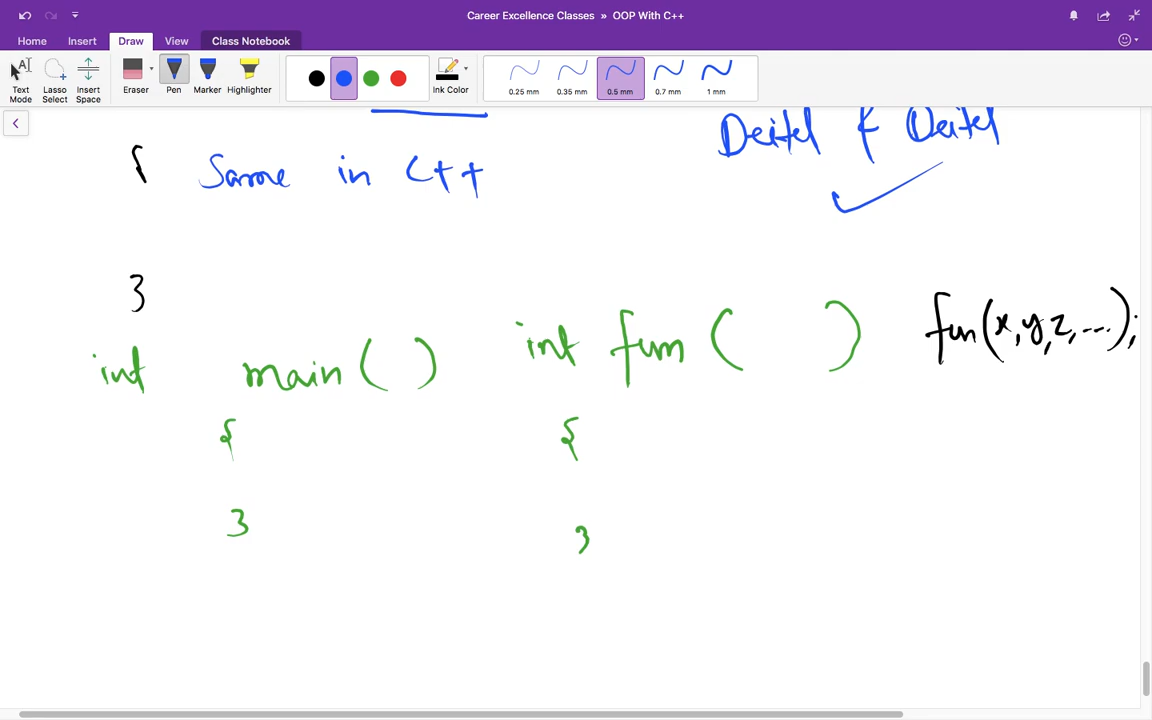 Career Excellence Classes » OOP With C++
Home Insert Draw View Class Notebook
Text Mode
Lasso Select
Insert Space
Eraser
Pen
Marker
Highlighter
Ink Color
0.25 mm
0.35 mm
0.5 mm
0.7 mm
1 mm
Deitel & Deitel
{ Same in C++
}
int main( ) int fun( ) fun(x,y,z,...);
{ {
} }